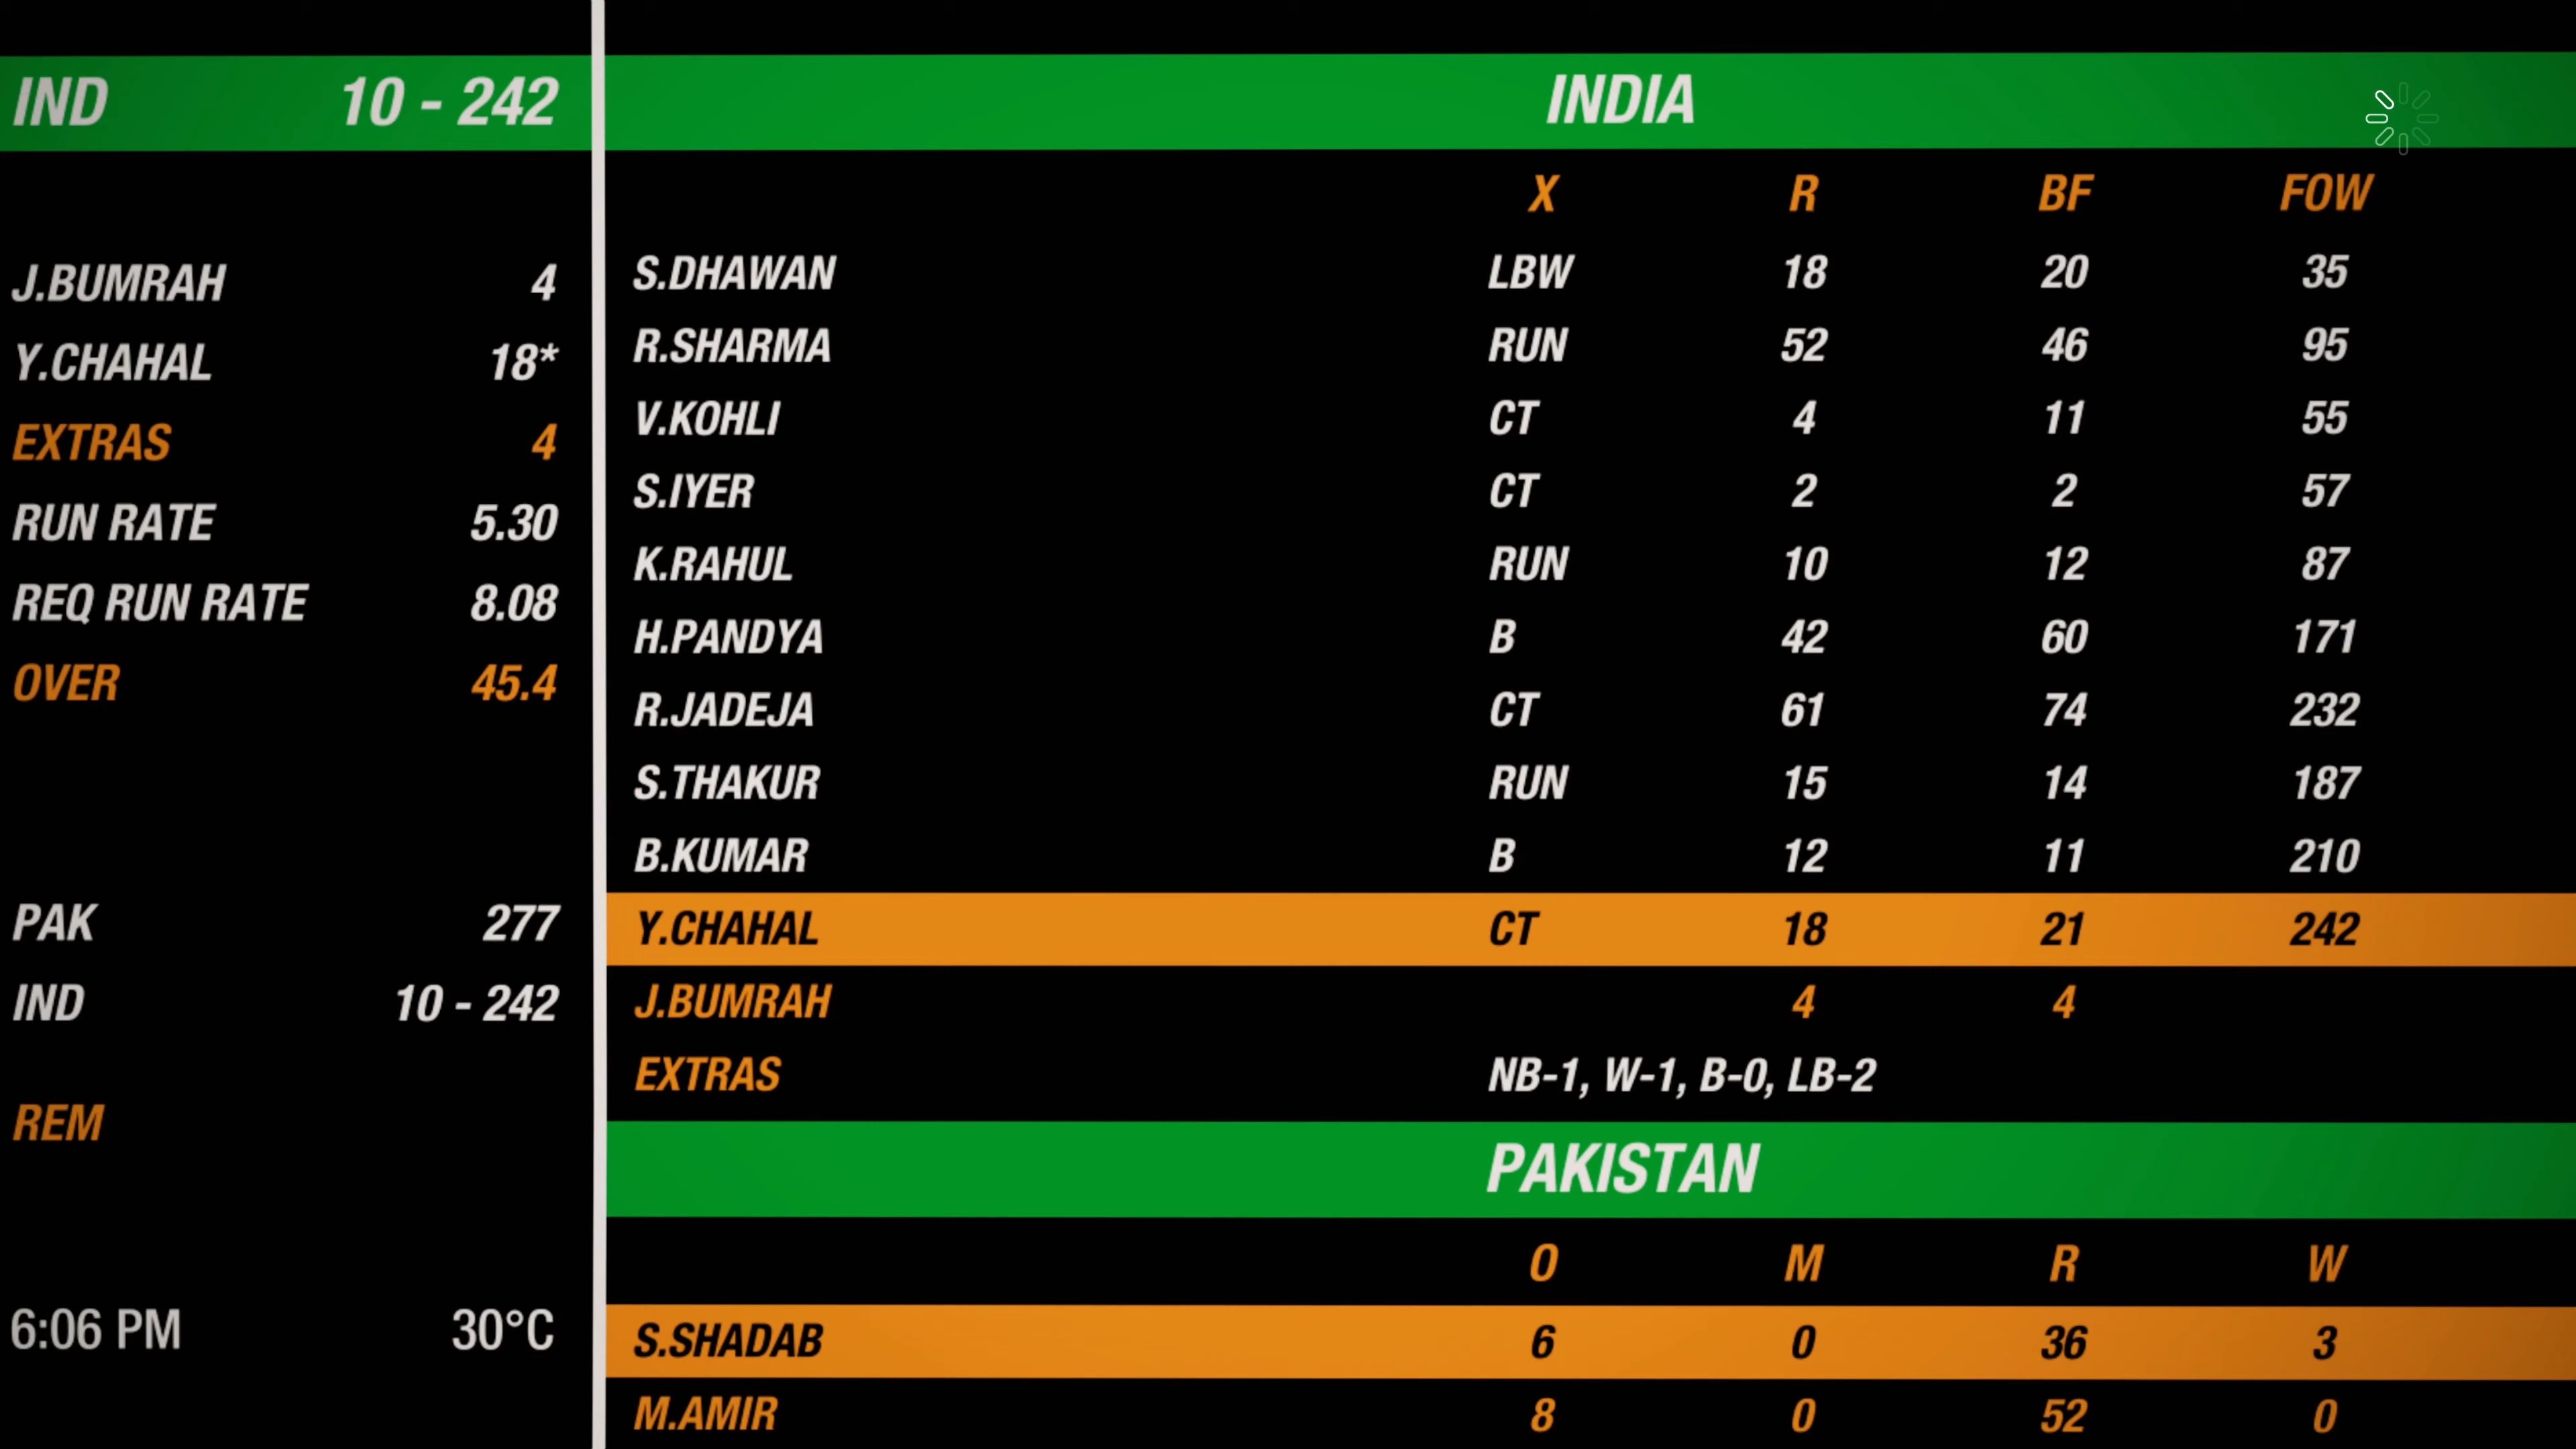 IND 10 - 242
J.BUMRAH 4
Y.CHAHAL 18*
EXTRAS 4
RUN RATE 5.30
REQ RUN RATE 8.08
OVER 45.4
PAK 277
IND 10 - 242
REM
6:06 PM 30°C
INDIA
X R BF FOW
S.DHAWAN LBW 18 20 35
R.SHARMA RUN 52 46 95
V.KOHLI CT 4 11 55
S.IYER CT 2 2 57
K.RAHUL RUN 10 12 87
H.PANDYA B 42 60 171
R.JADEJA CT 61 74 232
S.THAKUR RUN 15 14 187
B.KUMAR B 12 11 210
Y.CHAHAL CT 18 21 242
J.BUMRAH 4 4
EXTRAS NB-1, W-1, B-0, LB-2
PAKISTAN
O M R W
S.SHADAB 6 0 36 3
M.AMIR 8 0 52 0